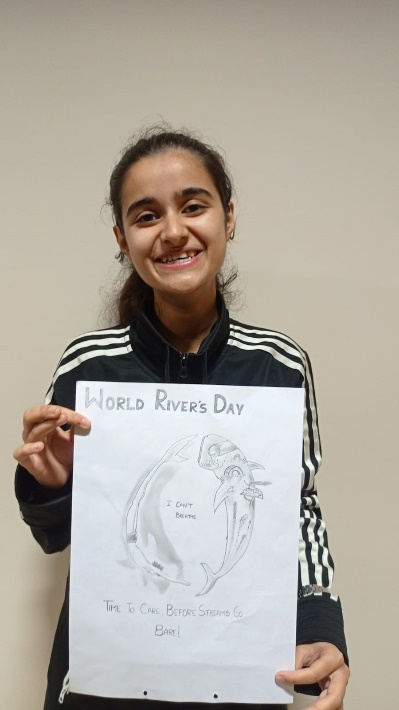 WORLD RIVER'S DAY
I CAN'T
BREATHE
TIME TO CARE, BEFORE STREAMS GO
BARE!